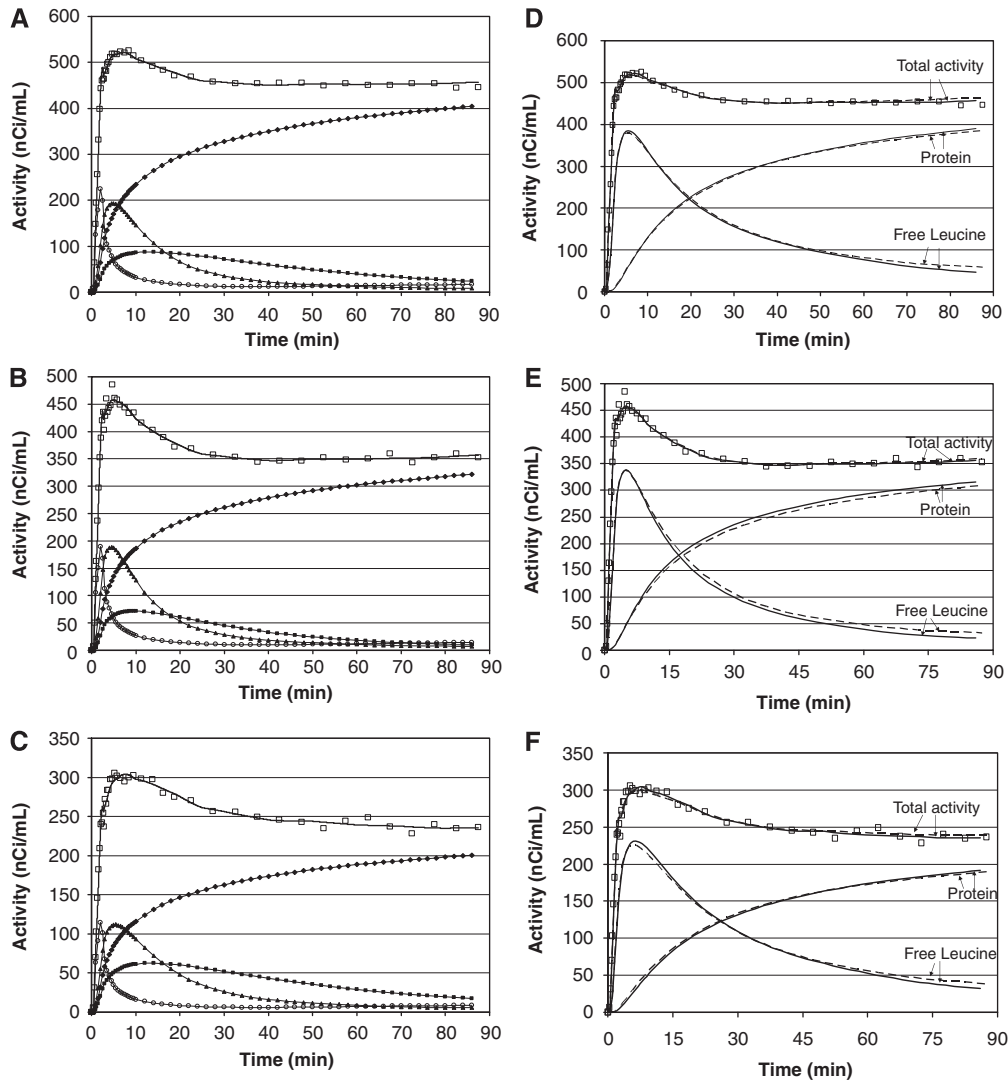 A
Activity (nCi/mL)
600
500
400
300
200
100
0
0 10 20 30 40 50 60 70 80 90
Time (min)
B
Activity (nCi/mL)
500
450
400
350
300
250
200
150
100
50
0
0 10 20 30 40 50 60 70 80 90
Time (min)
C
Activity (nCi/mL)
350
300
250
200
150
100
50
0
0 10 20 30 40 50 60 70 80 90
Time (min)
D
Activity (nCi/mL)
600
500
400
300
200
100
0
Total activity
Protein
Free Leucine
0 10 20 30 40 50 60 70 80 90
Time (min)
E
Activity (nCi/mL)
500
450
400
350
300
250
200
150
100
50
0
Total activity
Protein
Free Leucine
0 15 30 45 60 75 90
Time (min)
F
Activity (nCi/mL)
350
300
250
200
150
100
50
0
Total activity
Protein
Free Leucine
0 15 30 45 60 75 90
Time (min)